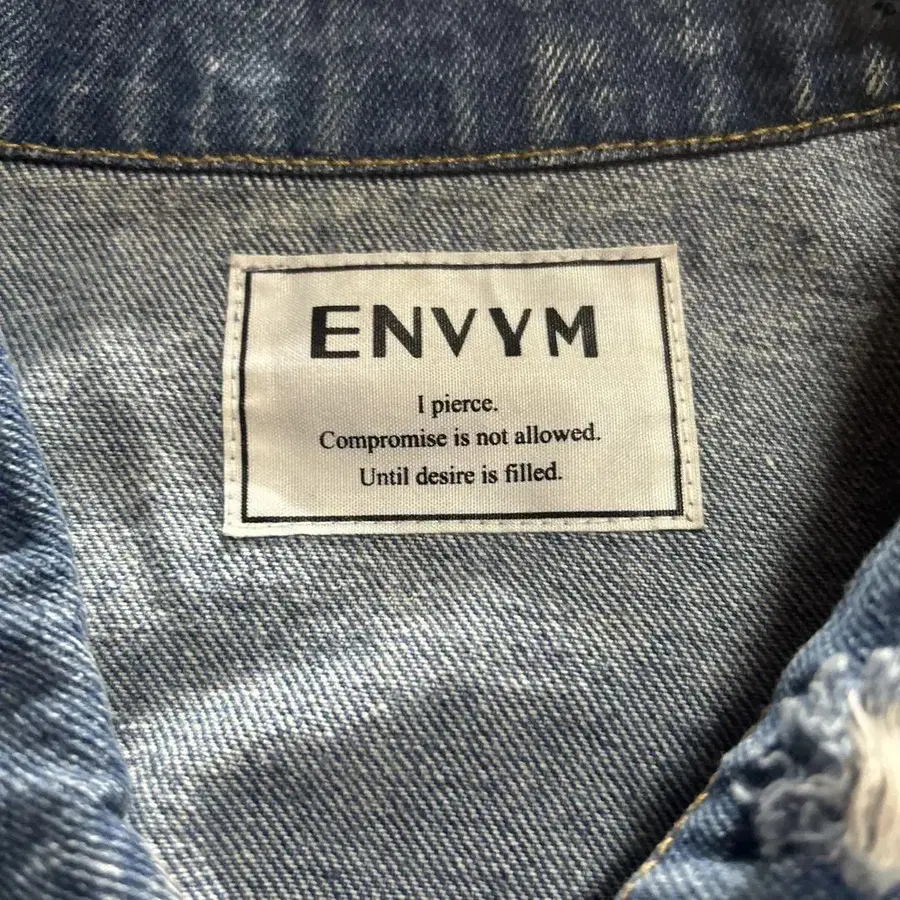 ENVYM
I pierce.
Compromise is not allowed.
Until desire is filled.